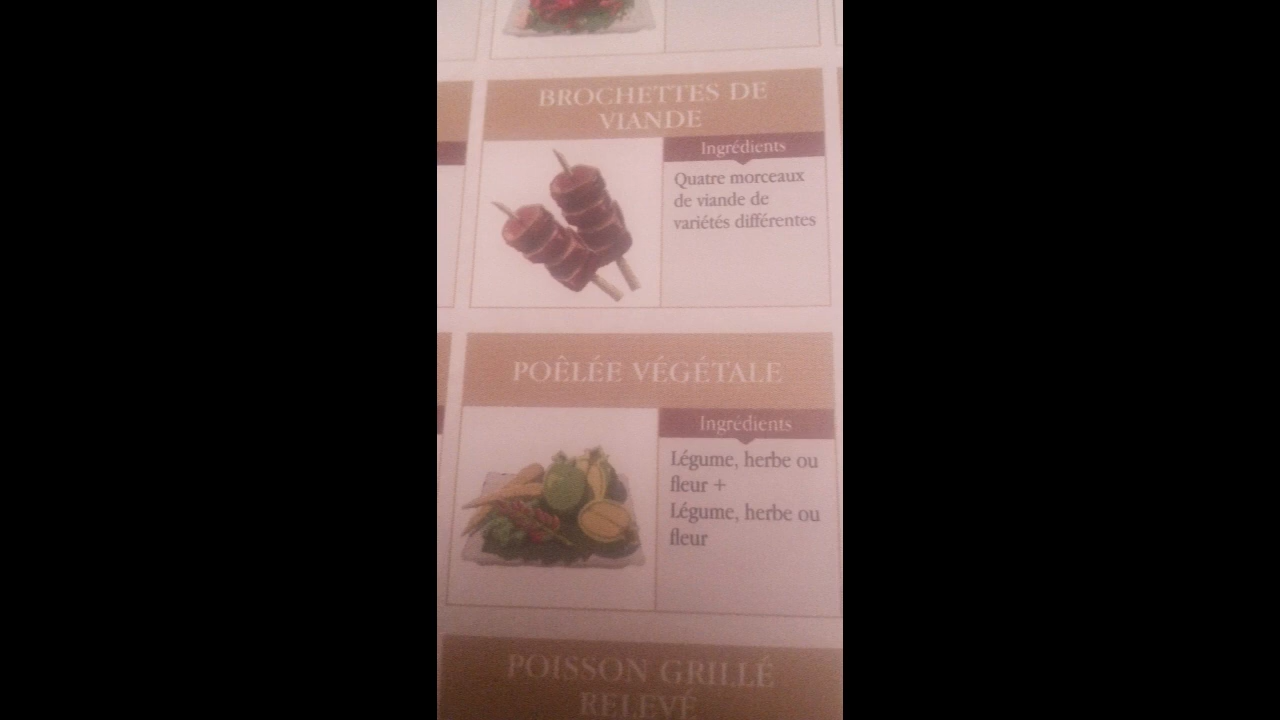 BROCHETTES DE
VIANDE
Ingrédients
Quatre morceaux
de viande de
variétés différentes
POÊLÉE VÉGÉTALE
Ingrédients
Légume, herbe ou
fleur +
Légume, herbe ou
fleur
POISSON GRILLÉ
RELEVÉ